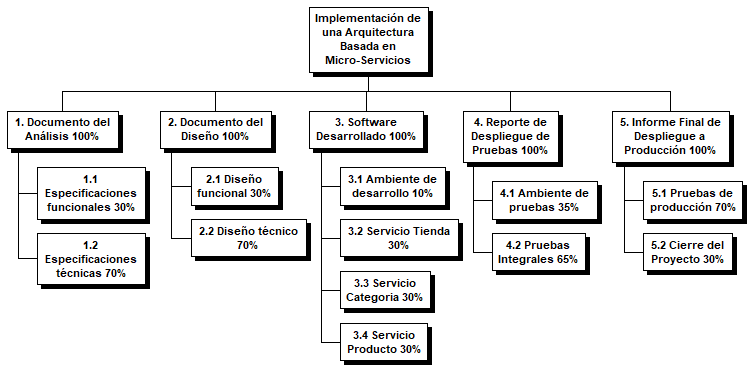 Implementación de
una Arquitectura
Basada en
Micro-Servicios
1. Documento del
Análisis 100%
1.1
Especificaciones
funcionales 30%
1.2
Especificaciones
técnicas 70%
2. Documento del
Diseño 100%
2.1 Diseño
funcional 30%
2.2 Diseño técnico
70%
3. Software
Desarrollado 100%
3.1 Ambiente de
desarrollo 10%
3.2 Servicio Tienda
30%
3.3 Servicio
Categoria 30%
3.4 Servicio
Producto 30%
4. Reporte de
Despliegue de
Pruebas 100%
4.1 Ambiente de
pruebas 35%
4.2 Pruebas
Integrales 65%
5. Informe Final de
Despliegue a
Producción 100%
5.1 Pruebas de
producción 70%
5.2 Cierre del
Proyecto 30%